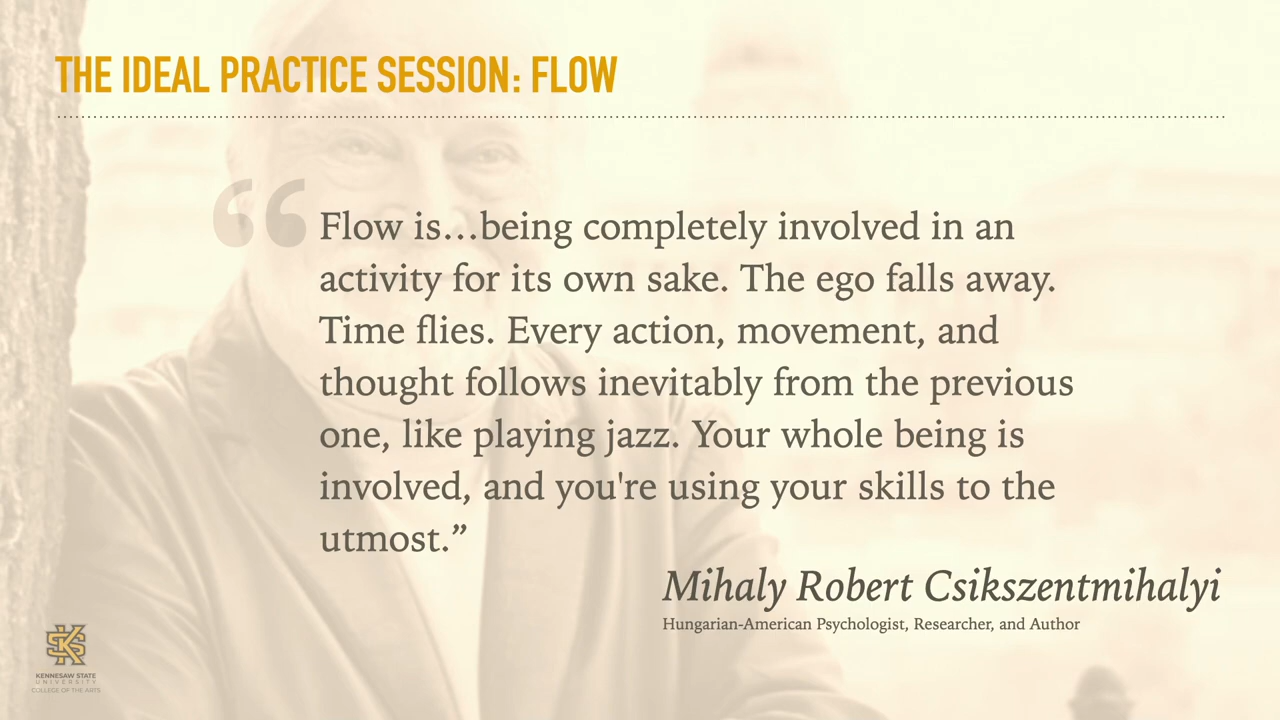 THE IDEAL PRACTICE SESSION: FLOW
“
Flow is…being completely involved in an
activity for its own sake. The ego falls away.
Time flies. Every action, movement, and
thought follows inevitably from the previous
one, like playing jazz. Your whole being is
involved, and you're using your skills to the
utmost.”
Mihaly Robert Csikszentmihalyi
Hungarian-American Psychologist, Researcher, and Author
KENNESAW STATE
UNIVERSITY
COLLEGE OF THE ARTS